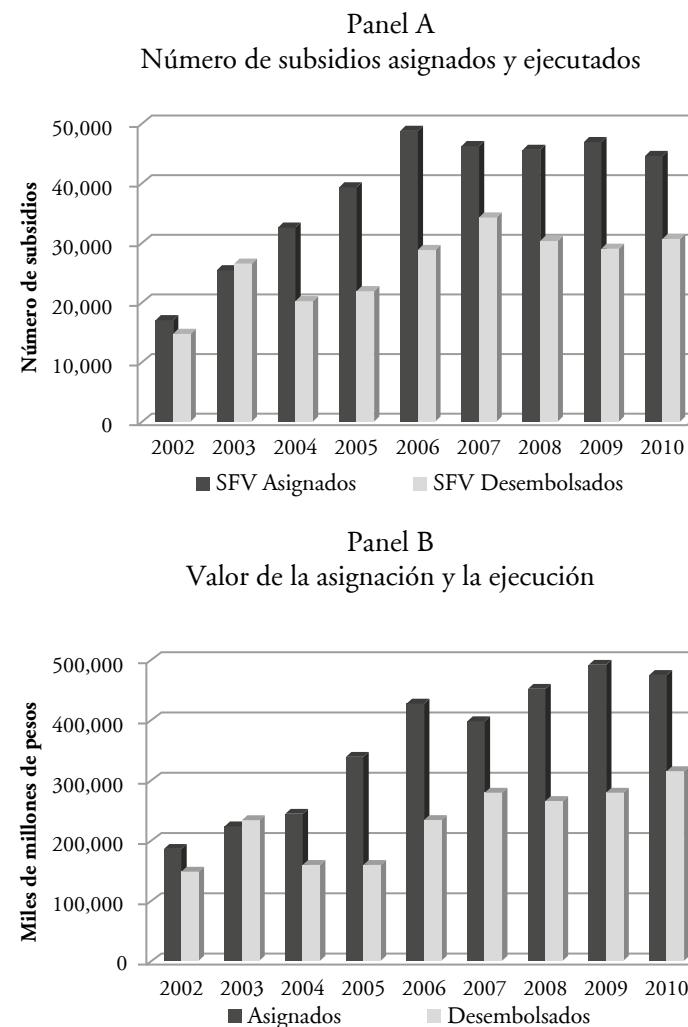 Panel A
Número de subsidios asignados y ejecutados
Número de subsidios
50,000
40,000
30,000
20,000
10,000
0
2002 2003 2004 2005 2006 2007 2008 2009 2010
SFV Asignados SFV Desembolsados
Panel B
Valor de la asignación y la ejecución
Miles de millones de pesos
500,000
400,000
300,000
200,000
100,000
0
2002 2003 2004 2005 2006 2007 2008 2009 2010
Asignados Desembolsados